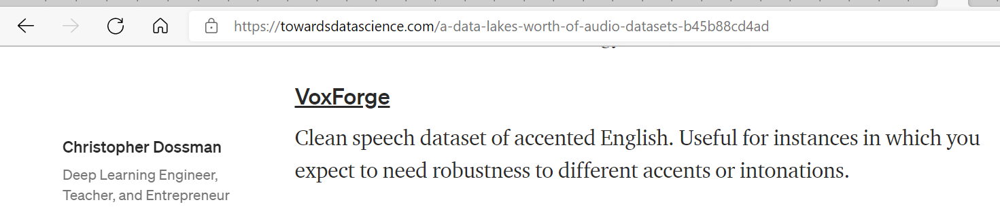 https://towardsdatascience.com/a-data-lakes-worth-of-audio-datasets-b45b88cd4ad
VoxForge
Clean speech dataset of accented English. Useful for instances in which you
expect to need robustness to different accents or intonations.
Christopher Dossman
Deep Learning Engineer,
Teacher, and Entrepreneur